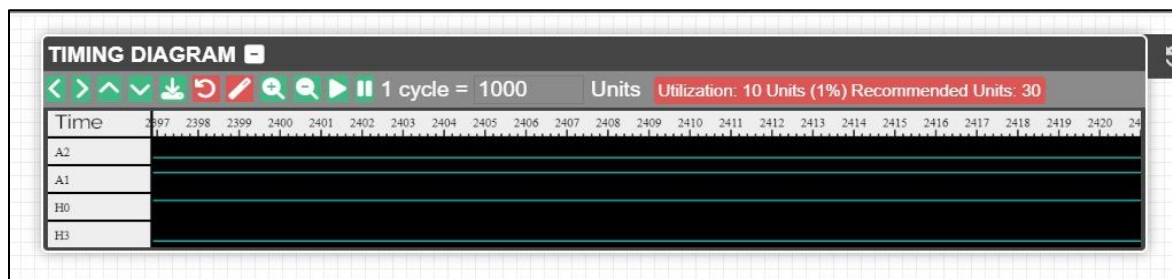 TIMING DIAGRAM
1 cycle = 1000 Units Utilization: 10 Units (1%) Recommended Units: 30
Time 2397 2398 2399 2400 2401 2402 2403 2404 2405 2406 2407 2408 2409 2410 2411 2412 2413 2414 2415 2416 2417 2418 2419 2420 24
A2
A1
H0
H3